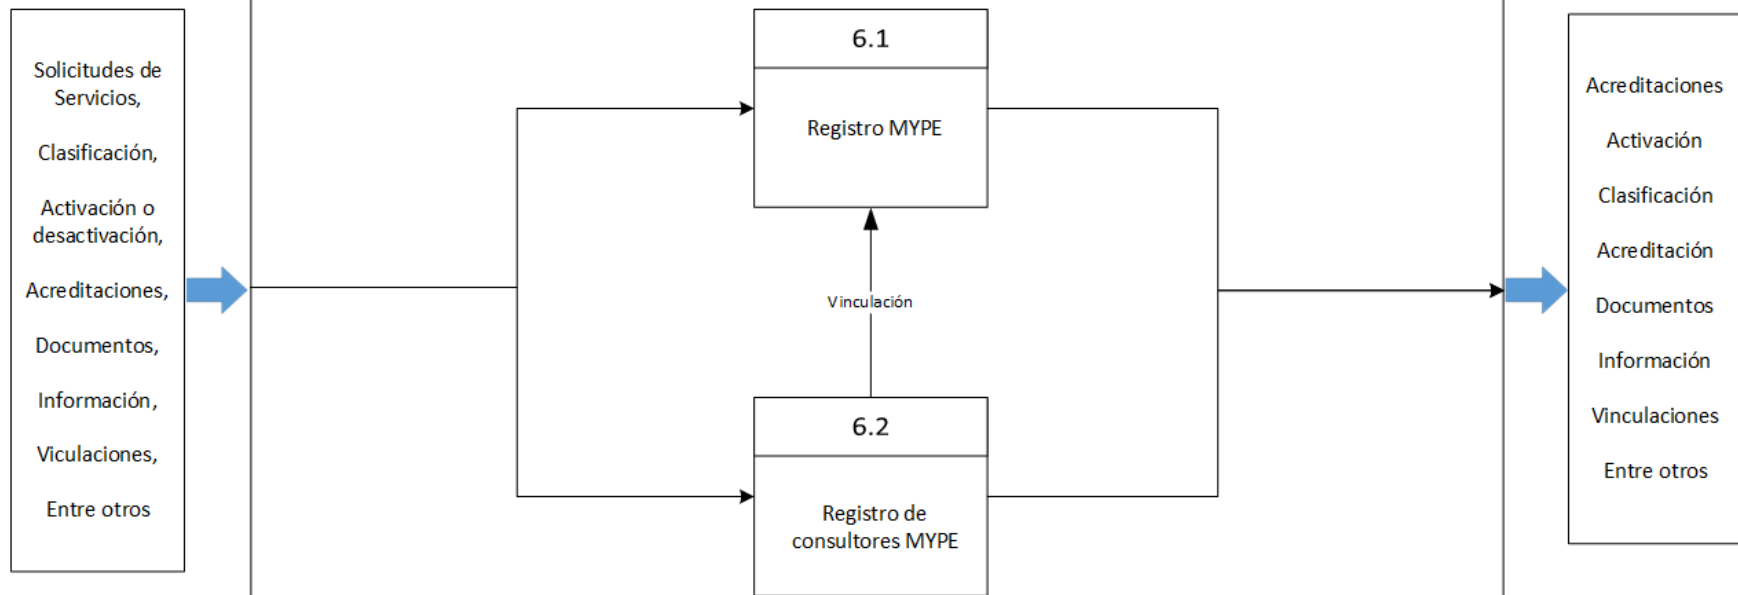 Solicitudes de
Servicios,
Clasificación,
Activación o
desactivación,
Acreditaciones,
Documentos,
Información,
Viculaciones,
Entre otros
6.1
Registro MYPE
Vinculación
6.2
Registro de
consultores MYPE
Acreditaciones
Activación
Clasificación
Acreditación
Documentos
Información
Vinculaciones
Entre otros